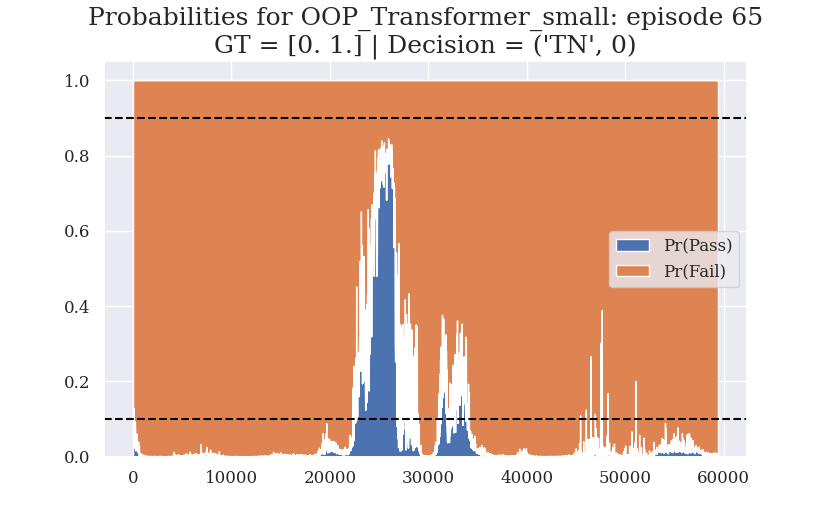 Probabilities for OOP_Transformer_small: episode 65
GT = [0. 1.] | Decision = ('TN', 0)
1.0
0.8
0.6
0.4
0.2
0.0
Pr(Pass)
Pr(Fail)
0 10000 20000 30000 40000 50000 60000